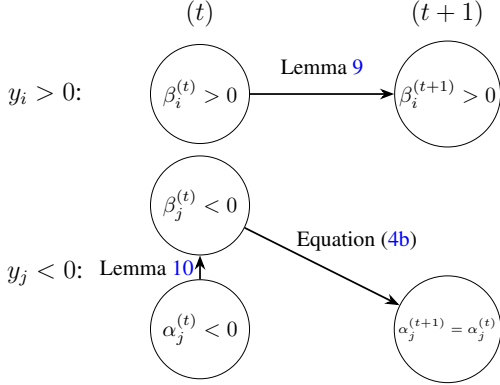 (t) (t + 1)
Lemma 9
y_i > 0: β_i^{(t)} > 0 β_i^{(t+1)} > 0
β_j^{(t)} < 0
Equation (4b)
y_j < 0: Lemma 10
α_j^{(t)} < 0 α_j^{(t+1)} = α_j^{(t)}